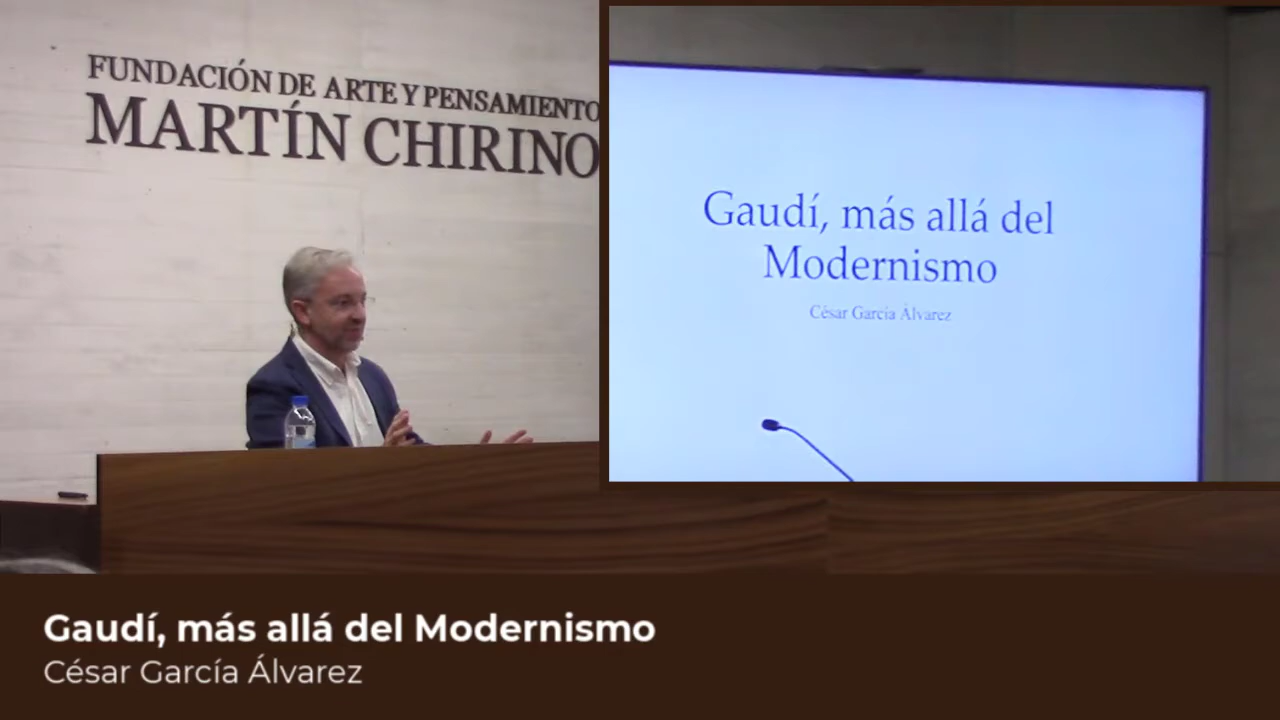 FUNDACIÓN DE ARTE Y PENSAMIENTO
MARTÍN CHIRINO
Gaudí, más allá del
Modernismo
César García Álvarez
Gaudí, más allá del Modernismo
César García Álvarez